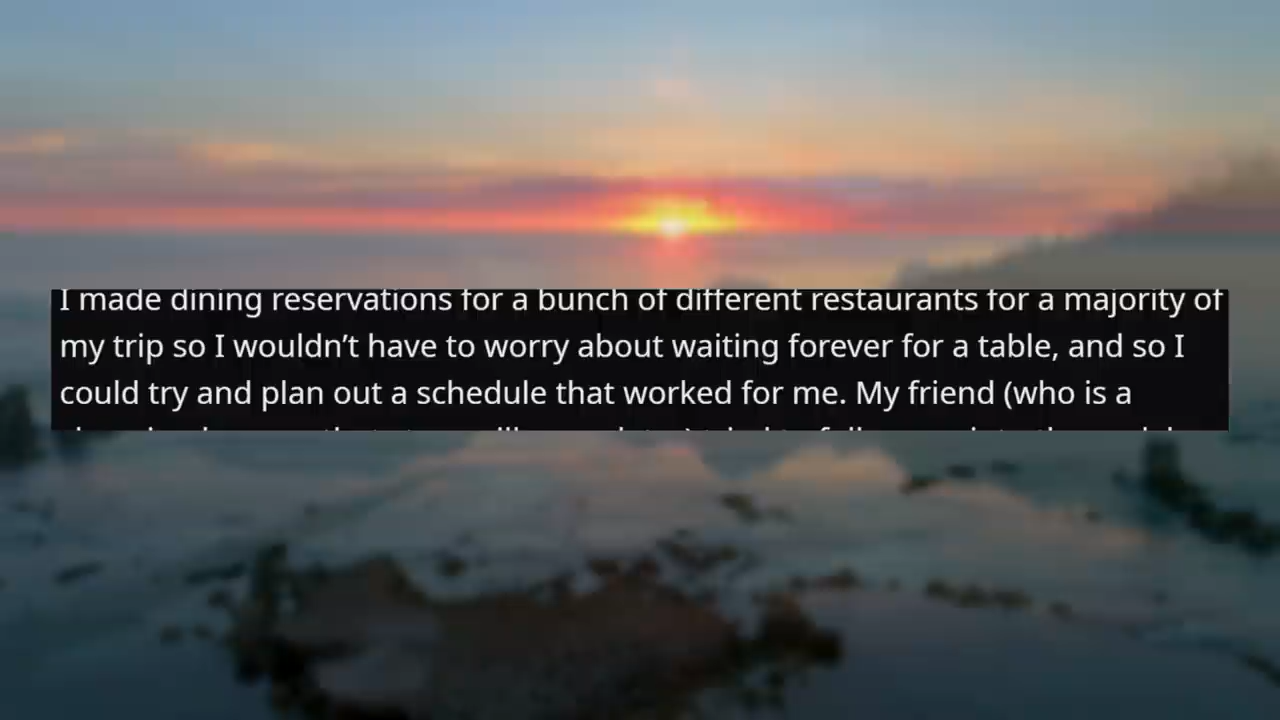 I made dining reservations for a bunch of different restaurants for a majority of
my trip so I wouldn’t have to worry about waiting forever for a table, and so I
could try and plan out a schedule that worked for me. My friend (who is a